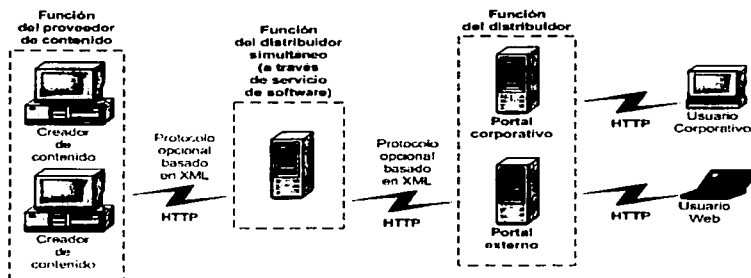 Función
del proveedor
de contenido
Creador
de
contenido
Creador
de
contenido
Protocolo
opcional
basado
en XML
HTTP
Función
del distribuidor
simultáneo
(a través
de servicio
de software)
Protocolo
opcional
basado
en XML
HTTP
Función
del distribuidor
Portal
corporativo
Portal
externo
HTTP
Usuario
Corporativo
HTTP
Usuario
Web